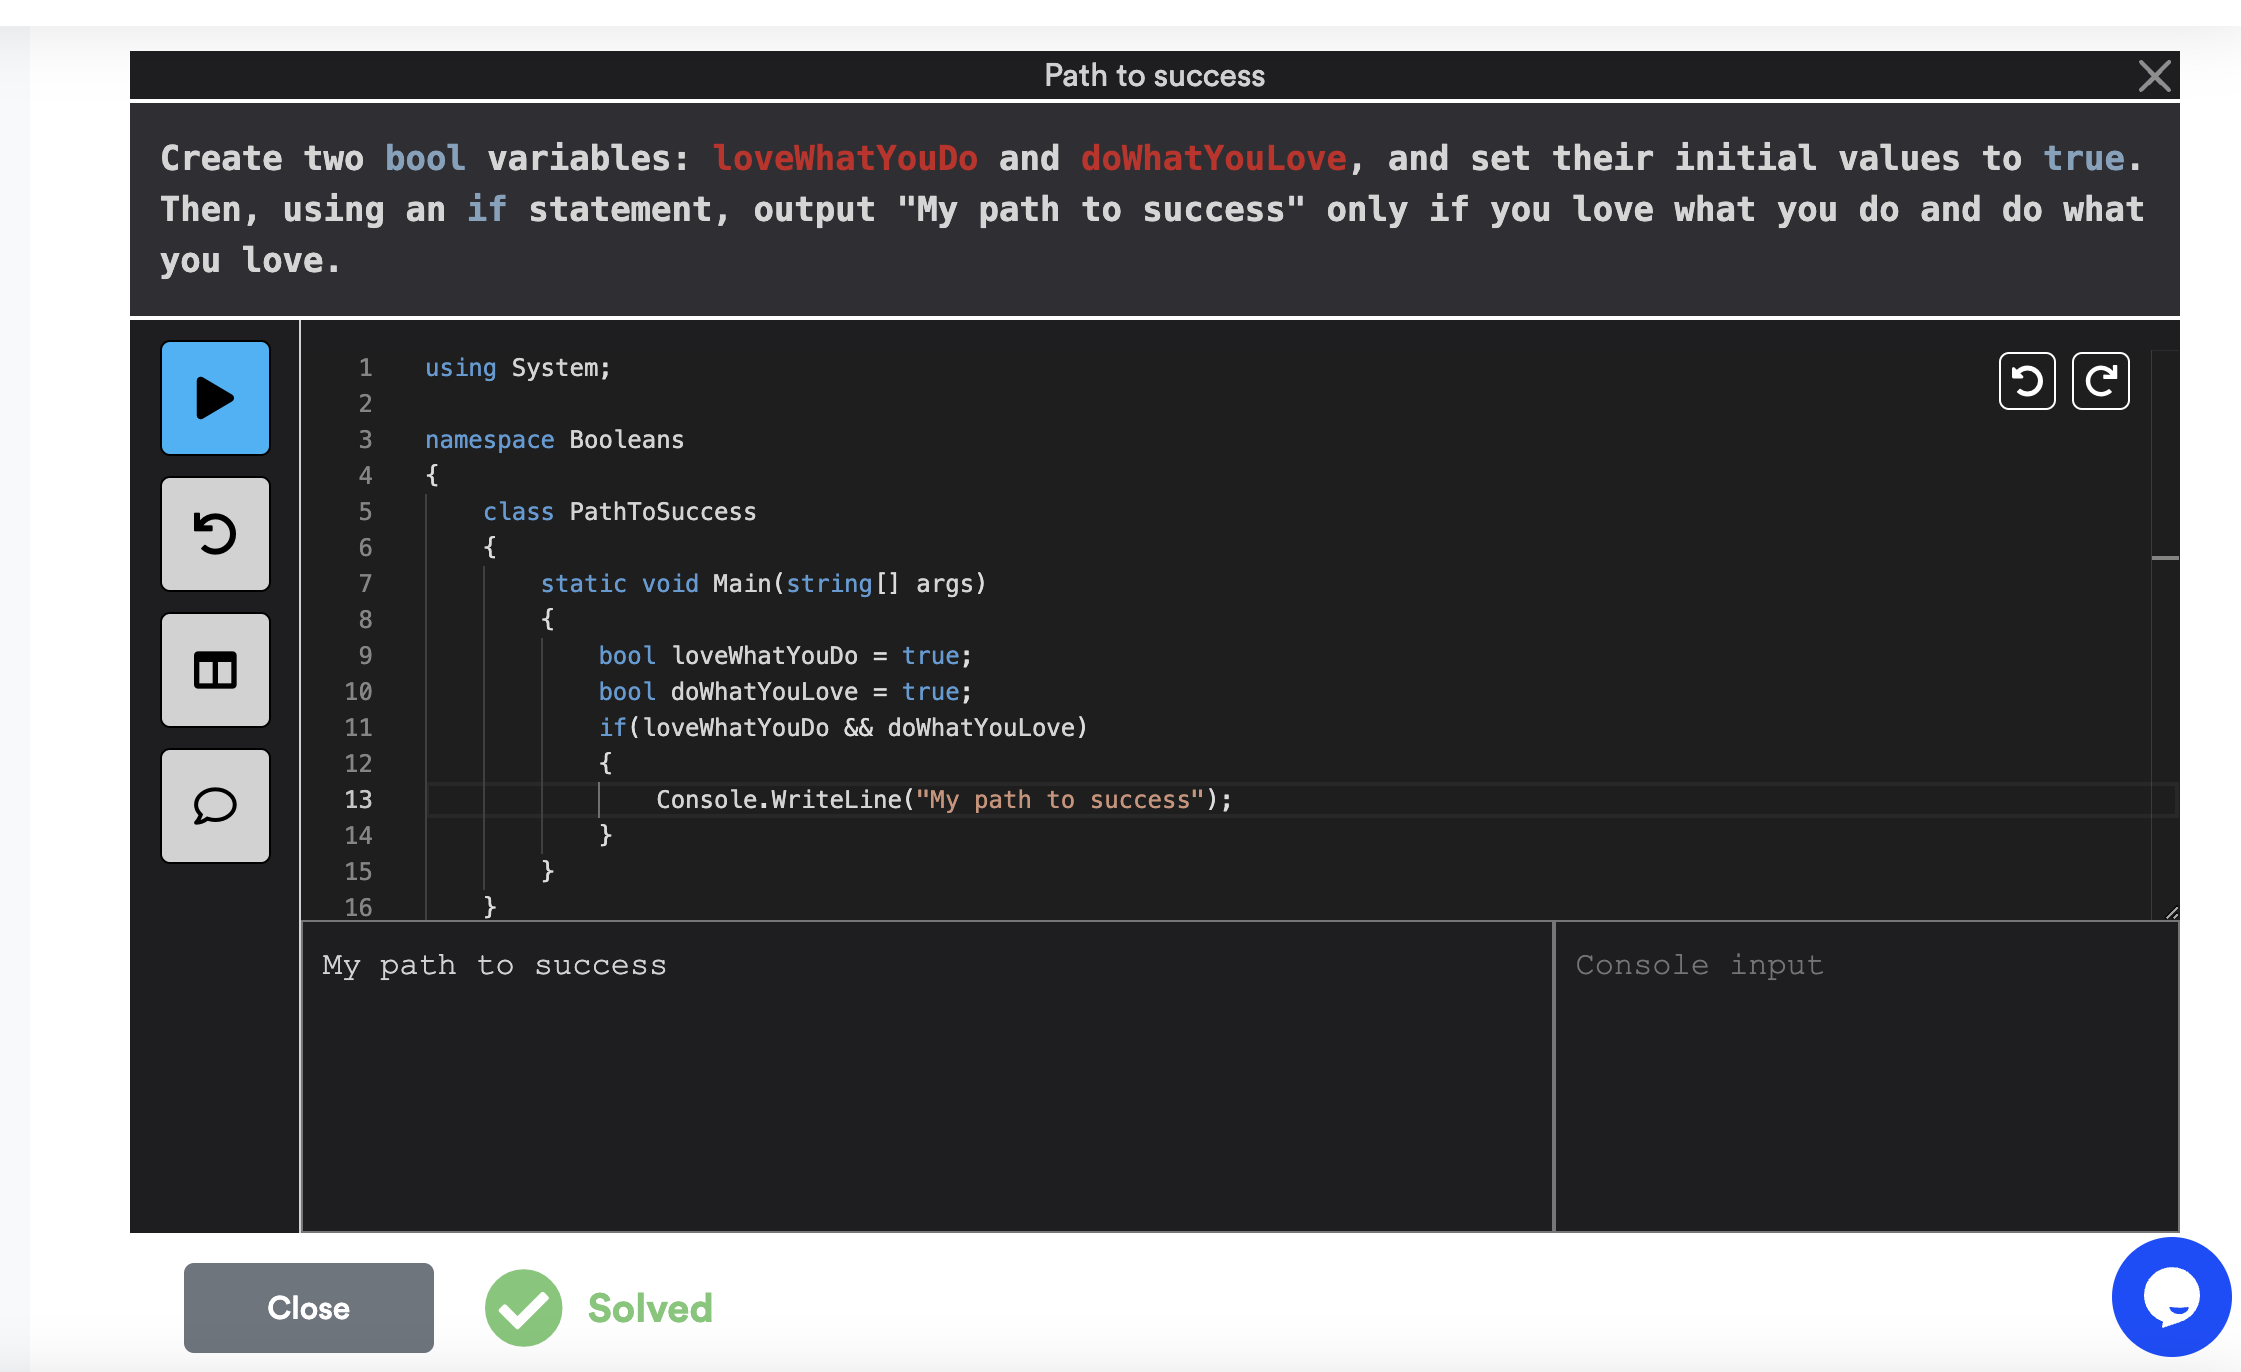 Path to success
Create two bool variables: loveWhatYouDo and doWhatYouLove, and set their initial values to true.
Then, using an if statement, output "My path to success" only if you love what you do and do what
you love.
1 using System;
2
3 namespace Booleans
4 {
5 class PathToSuccess
6 {
7 static void Main(string[] args)
8 {
9 bool loveWhatYouDo = true;
10 bool doWhatYouLove = true;
11 if(loveWhatYouDo && doWhatYouLove)
12 {
13 Console.WriteLine("My path to success");
14 }
15 }
16 }
My path to success
Console input
Close
Solved